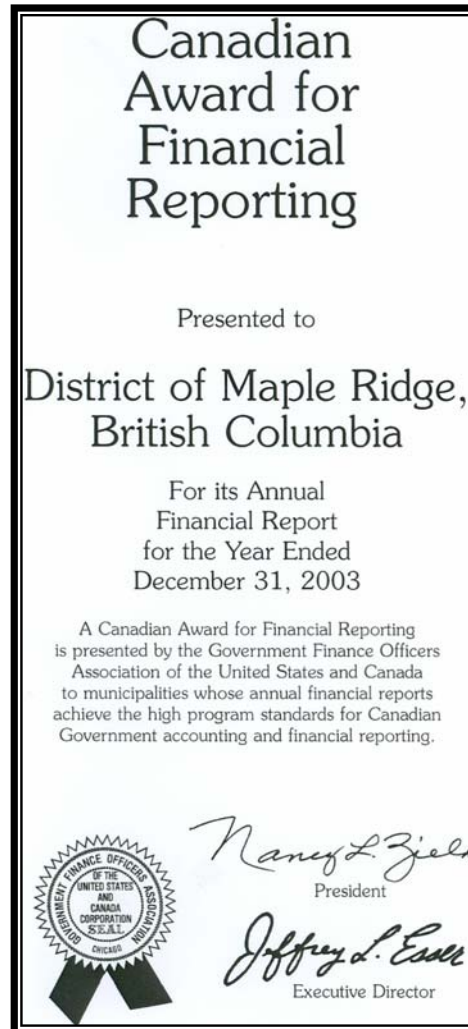 Canadian
Award for
Financial
Reporting
Presented to
District of Maple Ridge,
British Columbia
For its Annual
Financial Report
for the Year Ended
December 31, 2003
A Canadian Award for Financial Reporting
is presented by the Government Finance Officers
Association of the United States and Canada
to municipalities whose annual financial reports
achieve the high program standards for Canadian
Government accounting and financial reporting.
Nancy L. Ziel
President
Jeffrey L. Esser
Executive Director
GOVERNMENT FINANCE OFFICERS ASSOCIATION
OF THE
UNITED STATES
AND
CANADA
CORPORATION
SEAL
CHICAGO